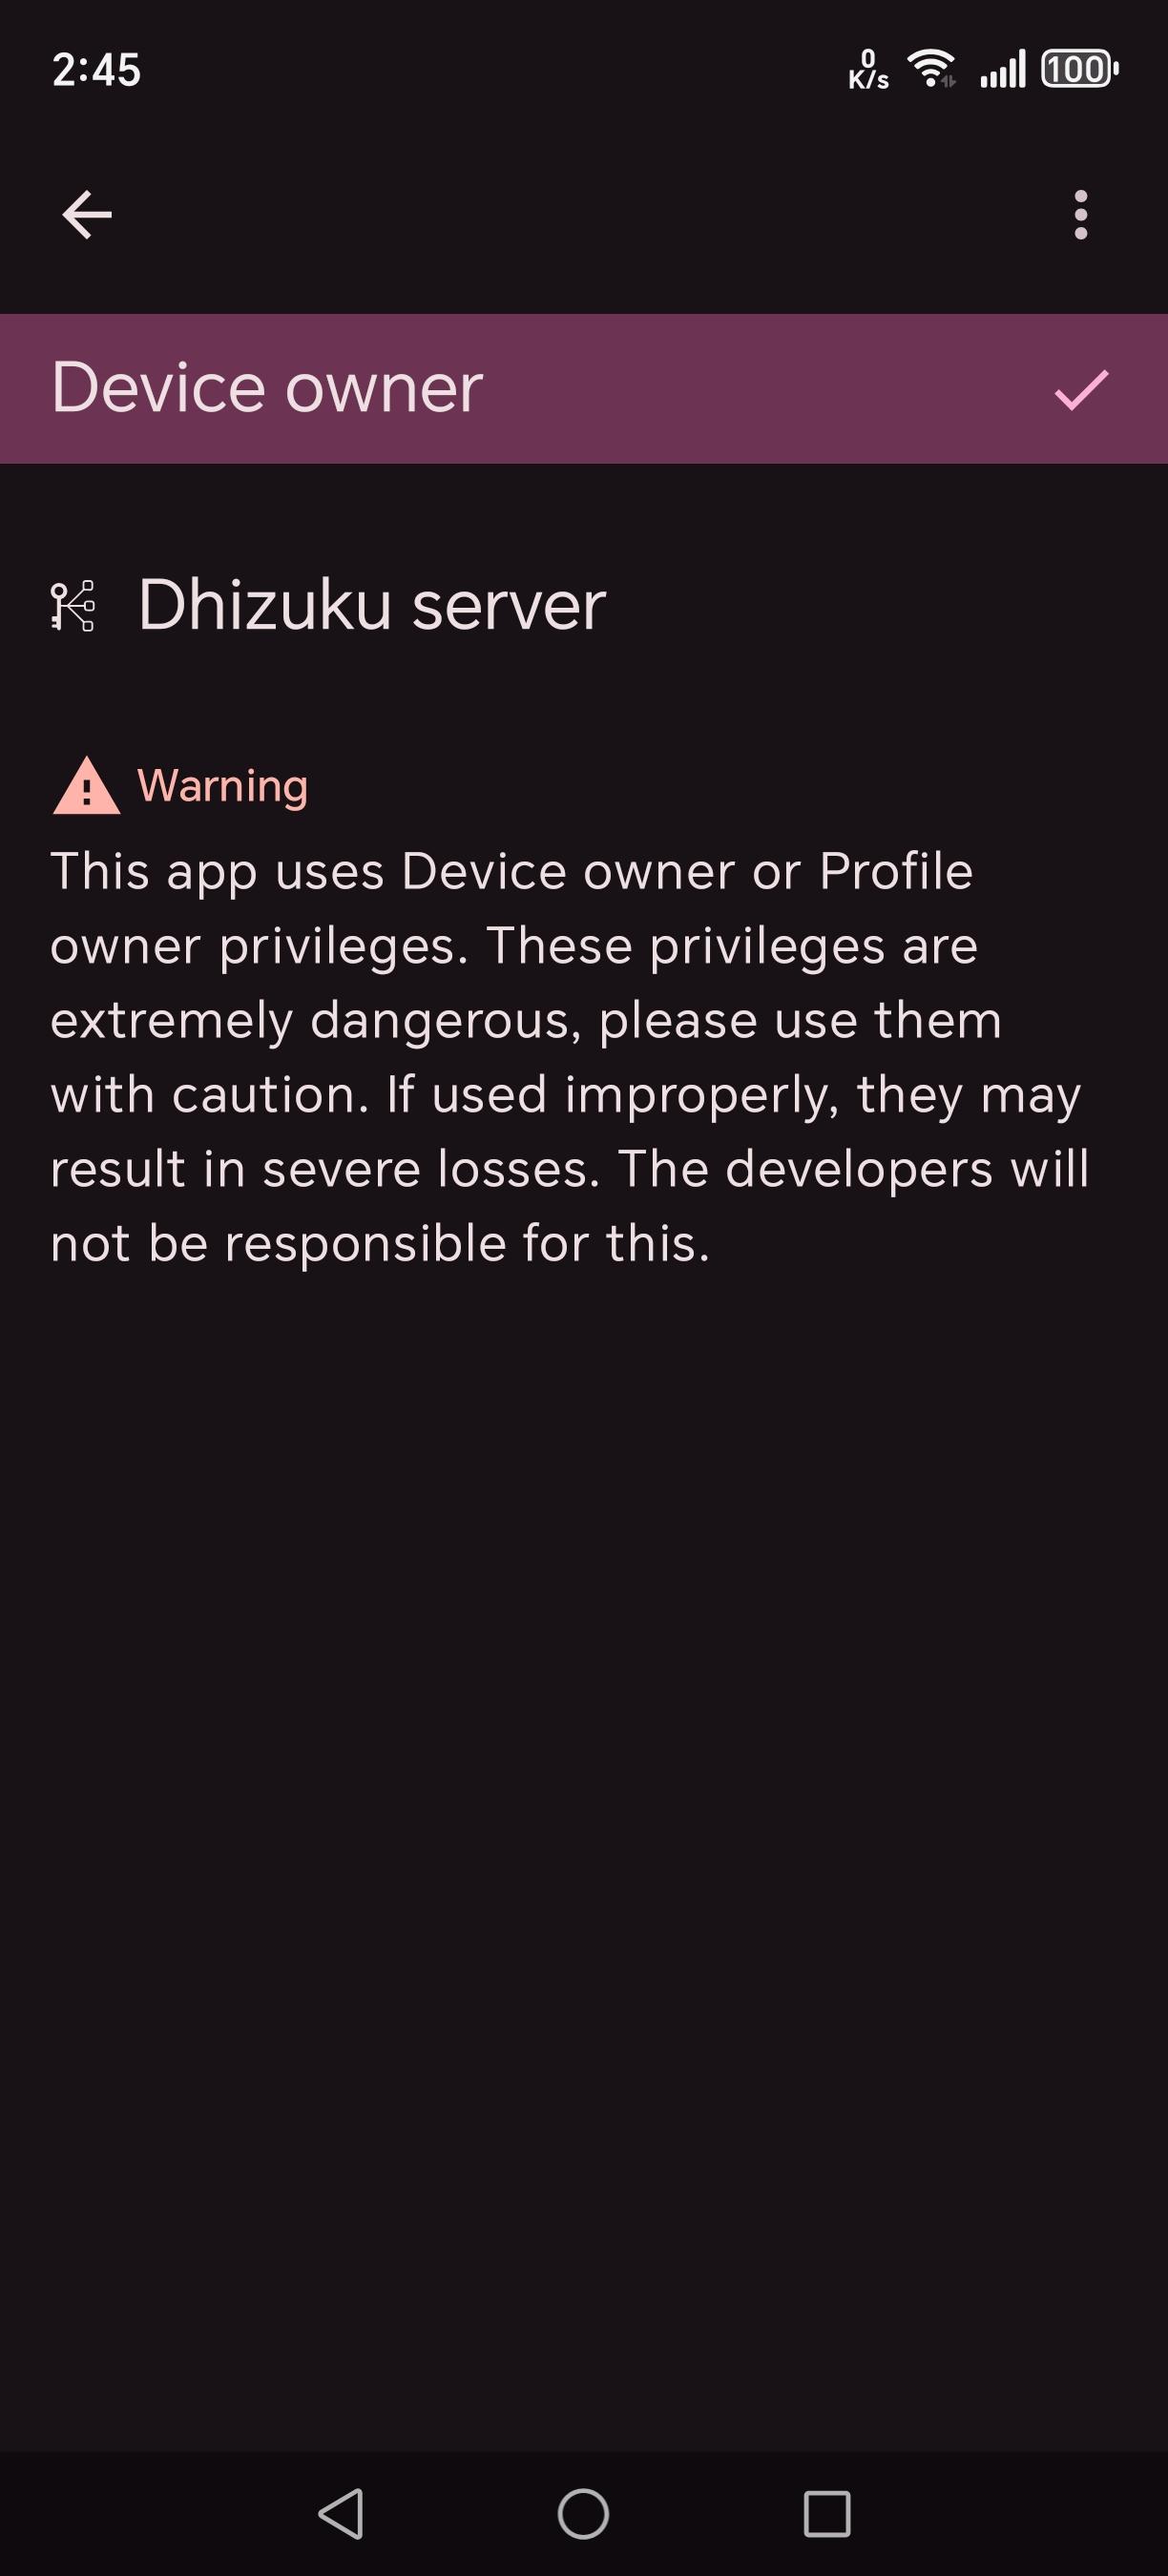 2:45
0
K/s
100
Device owner
Dhizuku server
Warning
This app uses Device owner or Profile
owner privileges. These privileges are
extremely dangerous, please use them
with caution. If used improperly, they may
result in severe losses. The developers will
not be responsible for this.